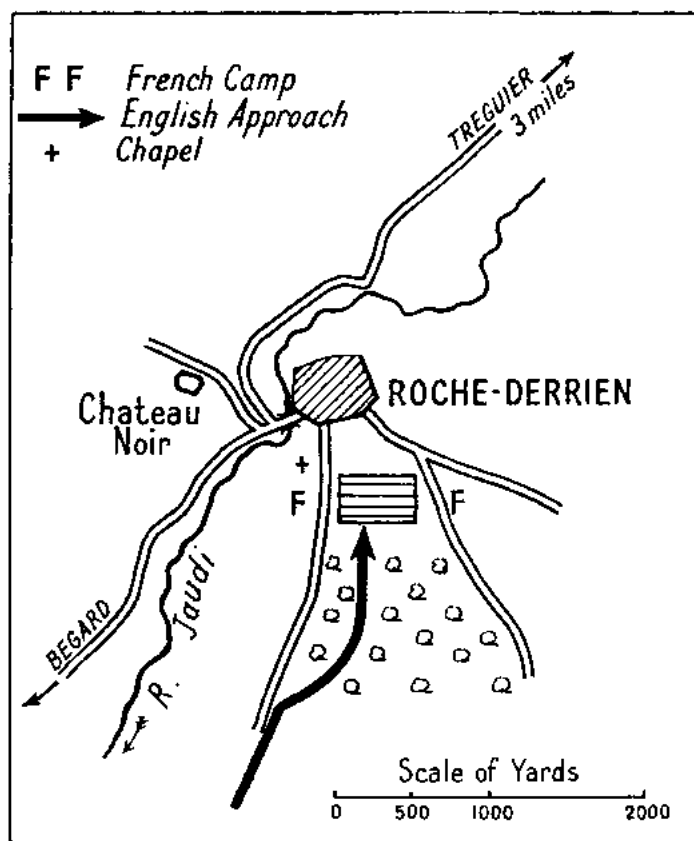 F F French Camp
English Approach
+ Chapel
TREGUIER
3 miles
ROCHE-DERRIEN
Chateau
Noir
F
F
Jaudi
R.
BEGARD
Scale of Yards
0 500 1000 2000